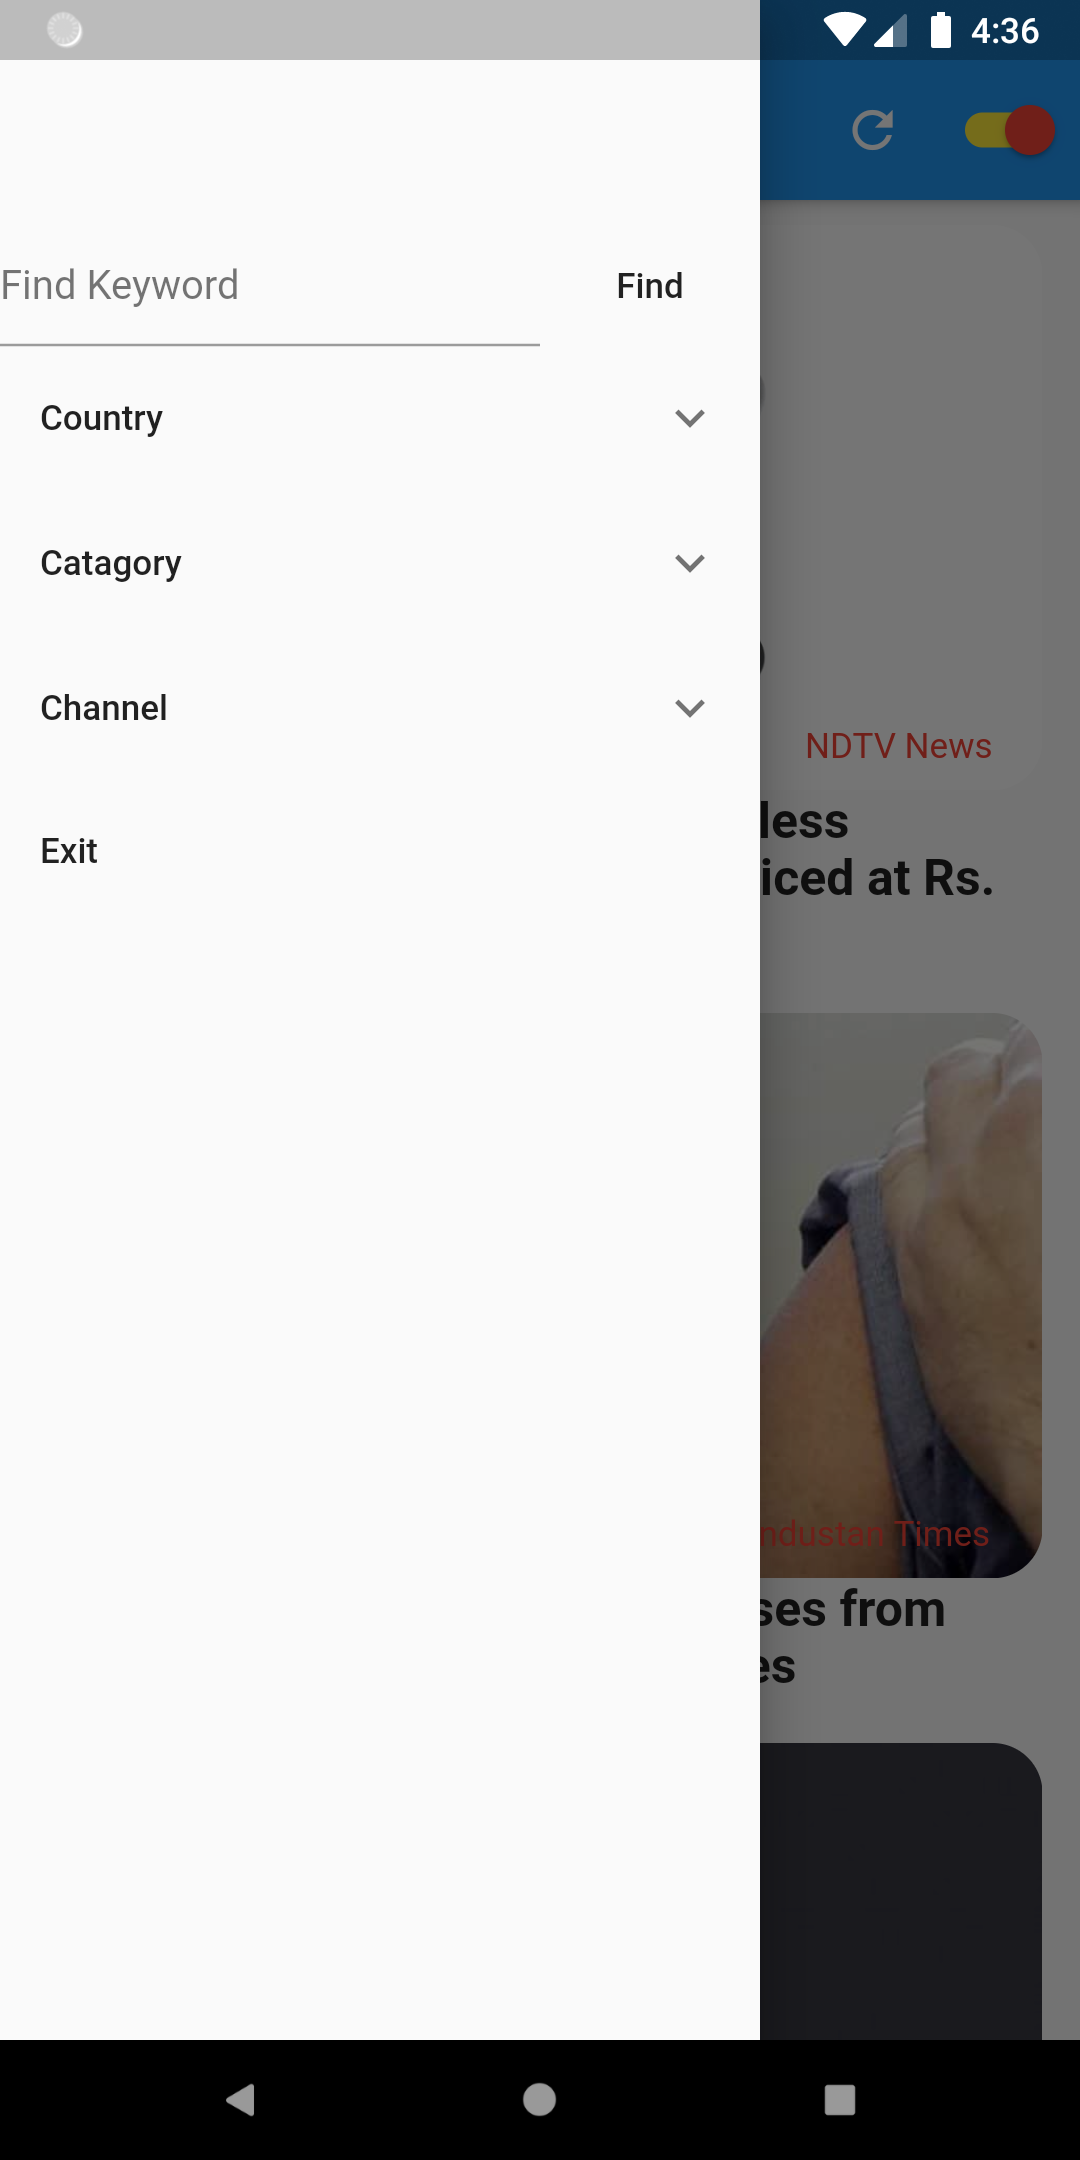 4:36
Find Keyword
Find
Country
Catagory
Channel
Exit
NDTV News
less
iced at Rs.
ndustan Times
ses from
es